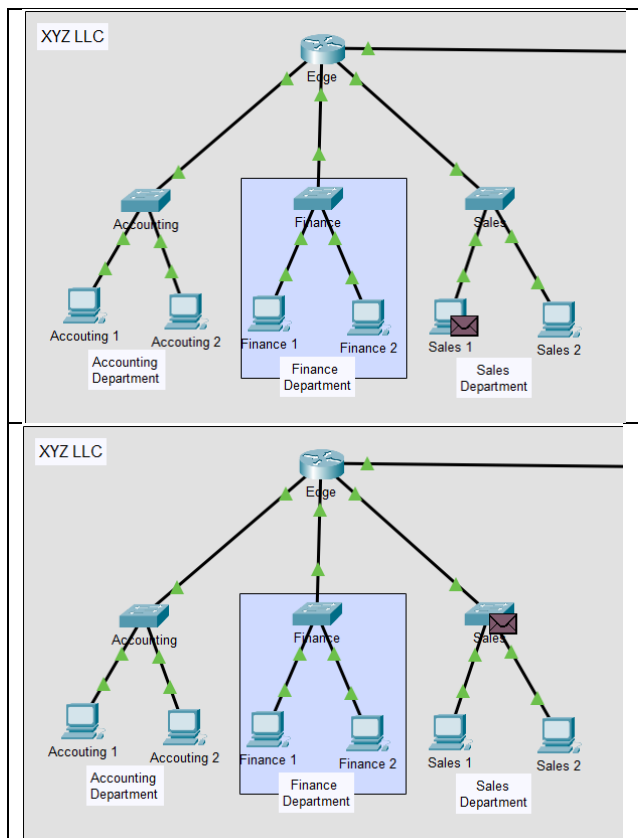 XYZ LLC
Edge
Accounting
Finance
Sales
Accouting 1
Accouting 2
Finance 1
Finance 2
Sales 1
Sales 2
Accounting
Department
Finance
Department
Sales
Department
XYZ LLC
Edge
Accounting
Finance
Sales
Accouting 1
Accouting 2
Finance 1
Finance 2
Sales 1
Sales 2
Accounting
Department
Finance
Department
Sales
Department